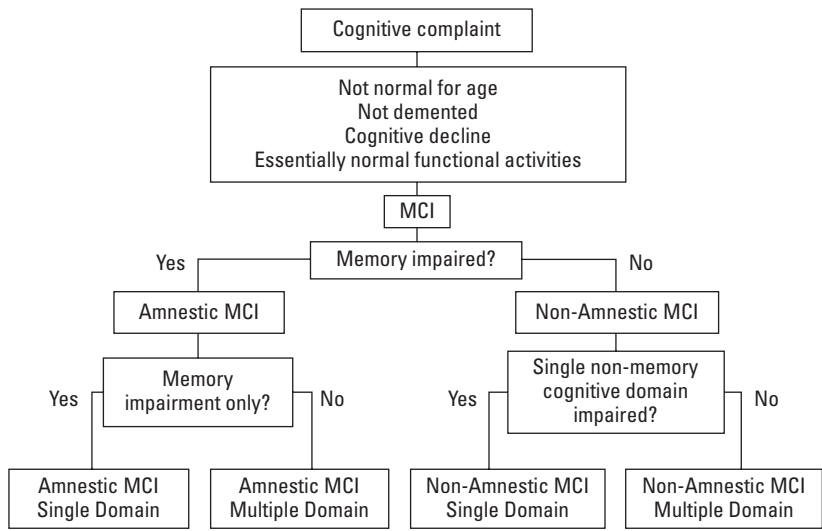 Cognitive complaint
Not normal for age
Not demented
Cognitive decline
Essentially normal functional activities
MCI
Yes
Memory impaired?
No
Amnestic MCI
Non-Amnestic MCI
Yes
Memory
impairment only?
No
Yes
Single non-memory
cognitive domain
impaired?
No
Amnestic MCI
Single Domain
Amnestic MCI
Multiple Domain
Non-Amnestic MCI
Single Domain
Non-Amnestic MCI
Multiple Domain